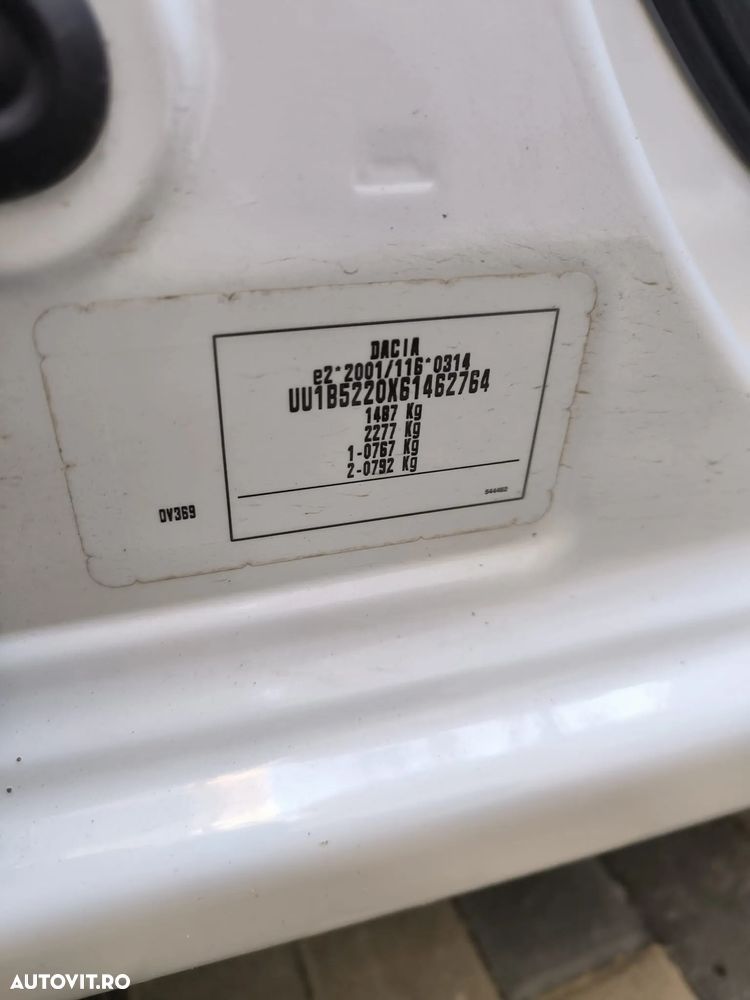 DACIA
e2*2001/116*0314
UU1B5220X61462764
1487 Kg
2277 Kg
1-0767 Kg
2-0792 Kg
544462
DV369
AUTOVIT.RO